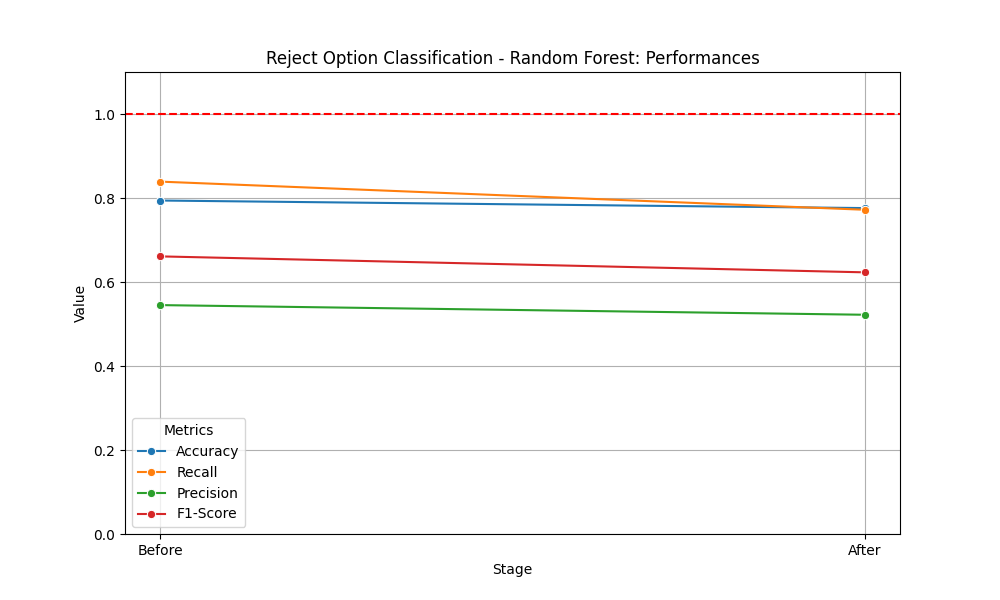 Reject Option Classification - Random Forest: Performances
1.0
0.8
0.6
0.4
0.2
0.0
Value
Metrics
Accuracy
Recall
Precision
F1-Score
Before
After
Stage